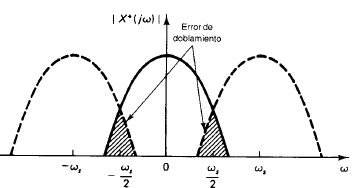 | X*(jω) |
Error de
doblamiento
−ωs
− ωs/2
0
ωs/2
ωs
ω